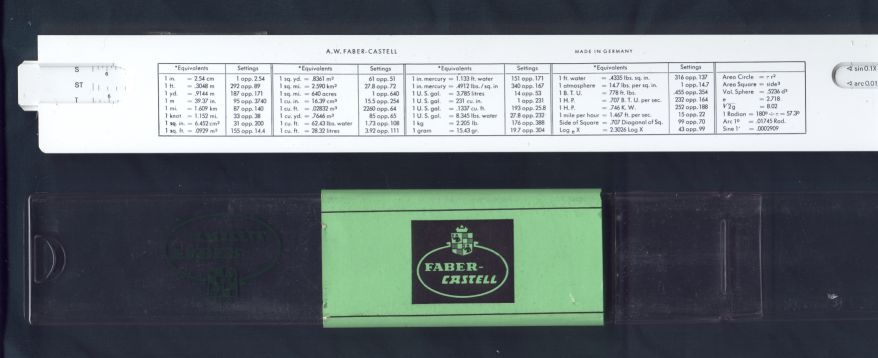 A.W. FABER-CASTELL MADE IN GERMANY
S 6
ST
T 6
◁ sin 0.1X
◁ arc 0.01
*Equivalents Settings *Equivalents Settings *Equivalents Settings *Equivalents Settings
1 in. = 2.54 cm 1 opp. 2.54 1 sq. yd. = .8361 m² 61 opp. 51 1 in. mercury = 1.133 ft. water 151 opp. 171 1 ft. water = .4335 lbs. sq. in. 316 opp. 137 Area Circle = π r²
1 ft. = .3048 m 292 opp. 89 1 sq. mi. = 2.590 km² 27.8 opp. 72 1 in. mercury = .4912 lbs./sq. in 340 opp. 167 1 atmosphere = 14.7 lbs. per sq. in. 1 opp. 14.7 Area Square = side²
1 yd. = .9144 m 187 opp. 171 1 sq. mi. = 640 acres 1 opp. 640 1 U.S. gal. = 3.785 litres 14 opp. 53 1 B. T. U. = 778 ft. lbs. .455 opp. 354 Vol. Sphere = .5236 d³
1 m = 39.37 in. 95 opp. 3740 1 cu. in. = 16.39 cm³ 15.5 opp. 254 1 U.S. gal. = 231 cu. in. 1 opp. 231 1 H.P. = .707 B. T. U. per sec. 232 opp. 164 e = 2.718
1 mi. = 1.609 km 87 opp. 140 1 cu. ft. = .02832 m³ 2260 opp. 64 1 U.S. gal. = .1337 cu. ft. 193 opp. 25.8 1 H.P. = .746 K. W. 252 opp. 188 √2g = 8.02
1 knot = 1.152 mi. 33 opp. 38 1 cu. yd. = .7646 m³ 85 opp. 65 1 U.S. gal. = 8.345 lbs. water 27.8 opp. 232 1 mile per hour = 1.467 ft. per sec. 15 opp. 22 1 Radian = 180° ÷ π = 57.3°
1 sq. in. = 6.452 cm² 31 opp. 200 1 cu. ft. = 62.43 lbs. water 1.73 opp. 108 1 kg = 2.205 lb. 176 opp. 388 Side of Square = .707 Diagonal of Sq. 99 opp. 70 Arc 1° = .01745 Rad.
1 sq. ft. = .0929 m² 155 opp. 14.4 1 cu. ft. = 28.32 litres 3.92 opp. 111 1 gram = 15.43 gr. 19.7 opp. 304 Log e X = 2.3026 Log X 43 opp. 99 Sine 1' = .0002909
FABER-
CASTELL